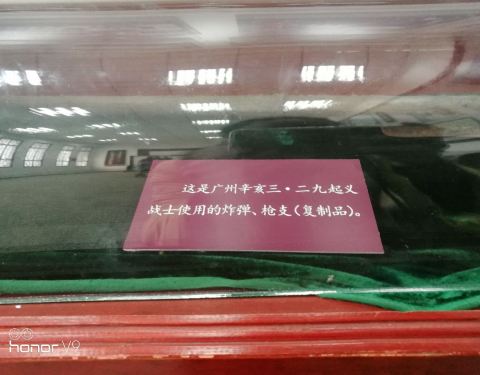 这是广州辛亥三·二九起义
战士使用的炸弹、枪支(复制品)。
honor V9